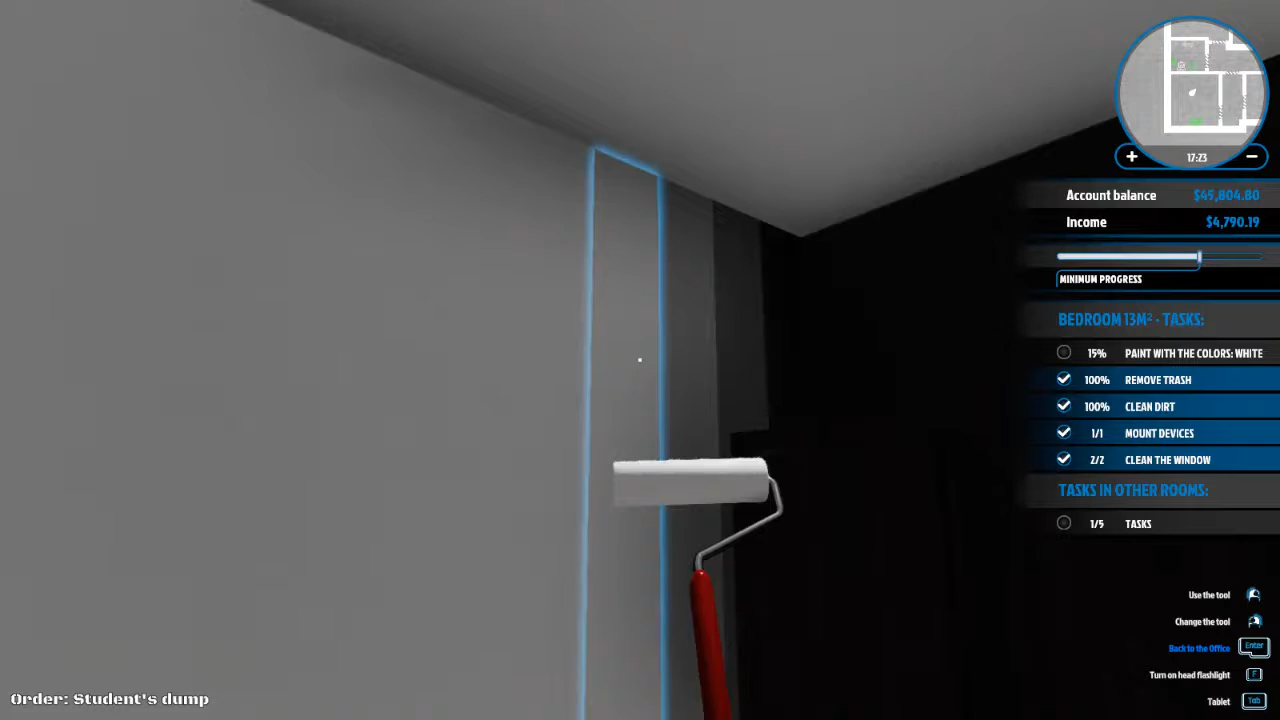 17:23
Account balance $45,804.80
Income $4,790.19
MINIMUM PROGRESS
BEDROOM 13M² - TASKS:
15% PAINT WITH THE COLORS: WHITE
100% REMOVE TRASH
100% CLEAN DIRT
1/1 MOUNT DEVICES
2/2 CLEAN THE WINDOW
TASKS IN OTHER ROOMS:
1/5 TASKS
Use the tool
Change the tool
Back to the Office Enter
Turn on head flashlight F
Tablet Tab
Order: Student's dump